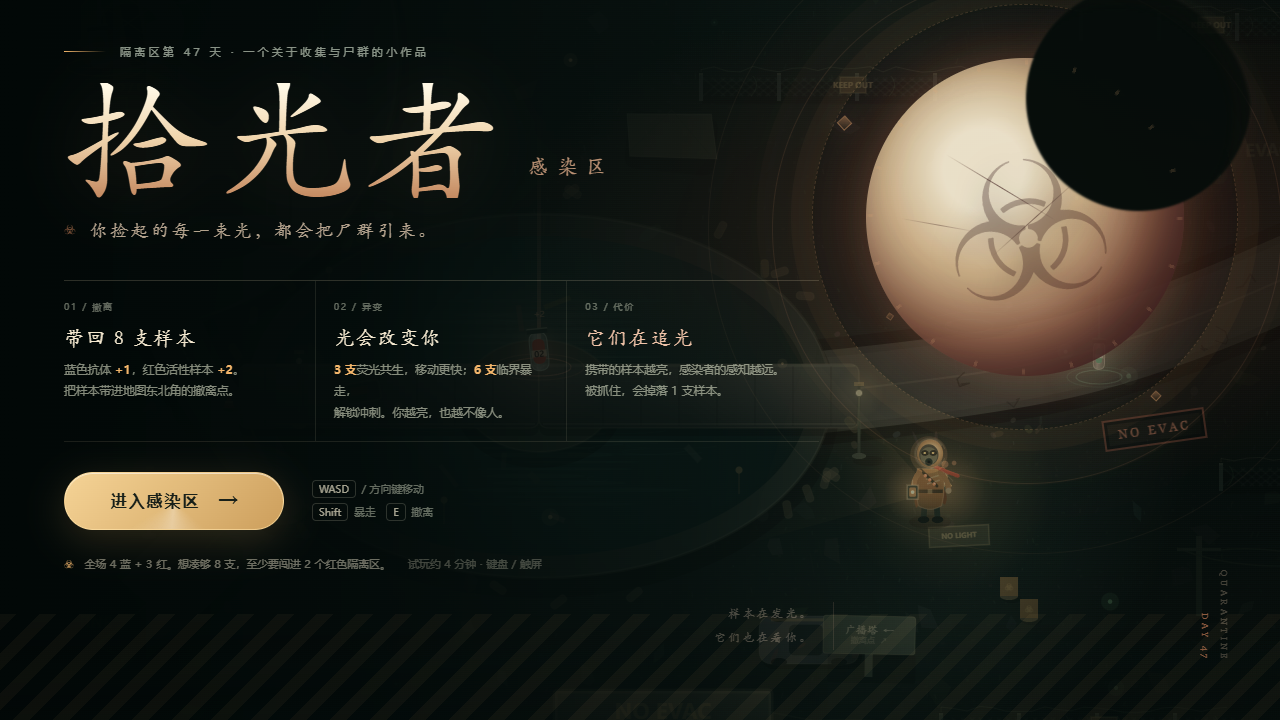 隔离区第 47 天 · 一个关于收集与尸群的小作品
拾光者
感染区
☣ 你捡起的每一束光，都会把尸群引来。
01 / 撤离
带回 8 支样本
蓝色抗体 +1，红色活性样本 +2。
把样本带进地图东北角的撤离点。
02 / 异变
光会改变你
3 支荧光共生，移动更快；6 支临界暴
走，
解锁冲刺。你越亮，也越不像人。
03 / 代价
它们在追光
携带的样本越亮，感染者的感知越远。
被抓住，会掉落 1 支样本。
进入感染区 →
WASD / 方向键移动
Shift 暴走 E 撤离
☣ 全场 4 蓝 + 3 红。想凑够 8 支，至少要闯进 2 个红色隔离区。 试玩约 4 分钟 · 键盘 / 触屏
KEEP OUT
NO EVAC
NO LIGHT
样本在发光。
它们也在看你。
广播塔 ←
QUARANTINE
DAY 47
NO EVAC